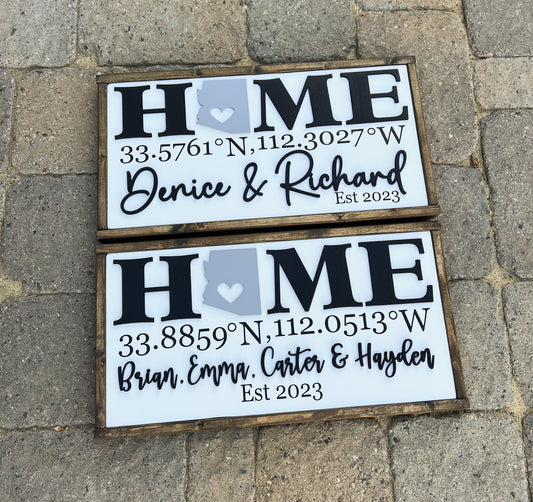 HOME
33.5761°N,112.3027°W
Denice & Richard
Est 2023
HOME
33.8859°N,112.0513°W
Brian, Emma, Carter & Hayden
Est 2023